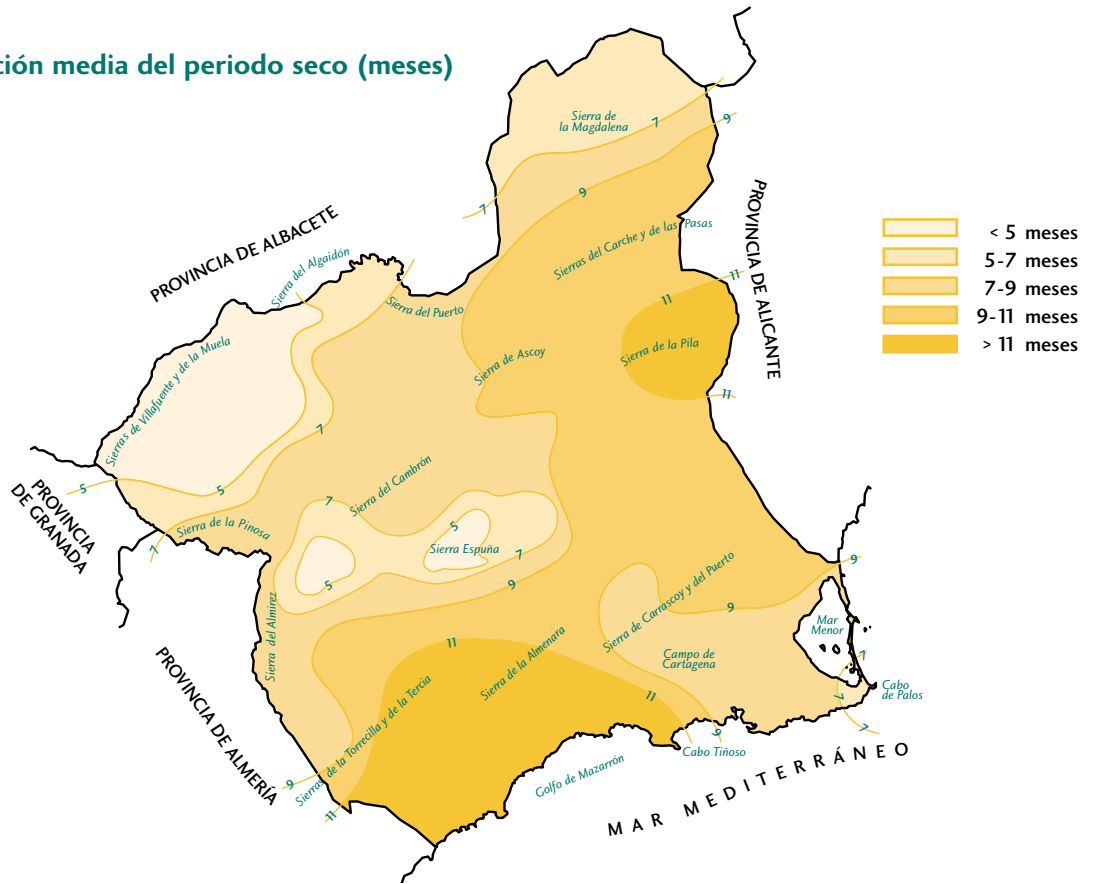 ción media del periodo seco (meses)
Sierra de
la Magdalena
7
9
7
9
PROVINCIA DE ALBACETE
Sierra del Algaidón
Sierra del Puerto
Sierras del Carche y de las Pasas
PROVINCIA DE ALICANTE
< 5 meses
5-7 meses
7-9 meses
9-11 meses
> 11 meses
11
11
Sierra de la Pila
11
Sierra de Ascoy
Sierras de Villafuerte y de la Muela
7
5
5
PROVINCIA
DE GRANADA
Sierra del Cambrón
7
Sierra de la Pinosa
7
5
Sierra Espuña
7
5
9
9
Sierra del Almirez
Sierra de Carrascoy y del Puerto
9
Mar
Menor
11
Sierra de la Almenara
Campo de
Cartagena
7
Cabo
de Palos
7
7
PROVINCIA DE ALMERÍA
Sierras de la Torrecilla y de la Tercia
11
9
Cabo Tiñoso
9
11
Golfo de Mazarrón
MAR MEDITERRÁNEO